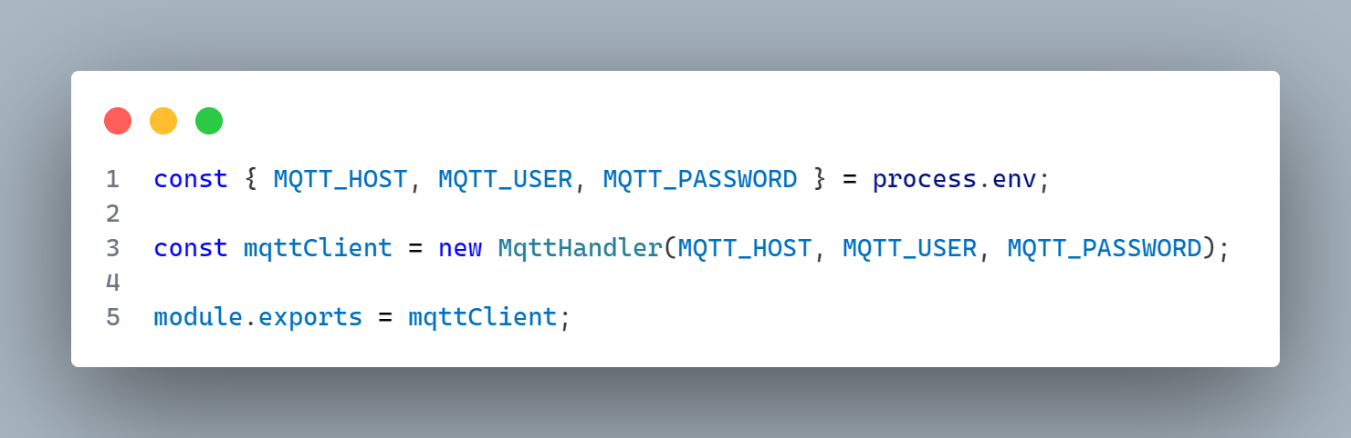 1 const { MQTT_HOST, MQTT_USER, MQTT_PASSWORD } = process.env;
2
3 const mqttClient = new MqttHandler(MQTT_HOST, MQTT_USER, MQTT_PASSWORD);
4
5 module.exports = mqttClient;